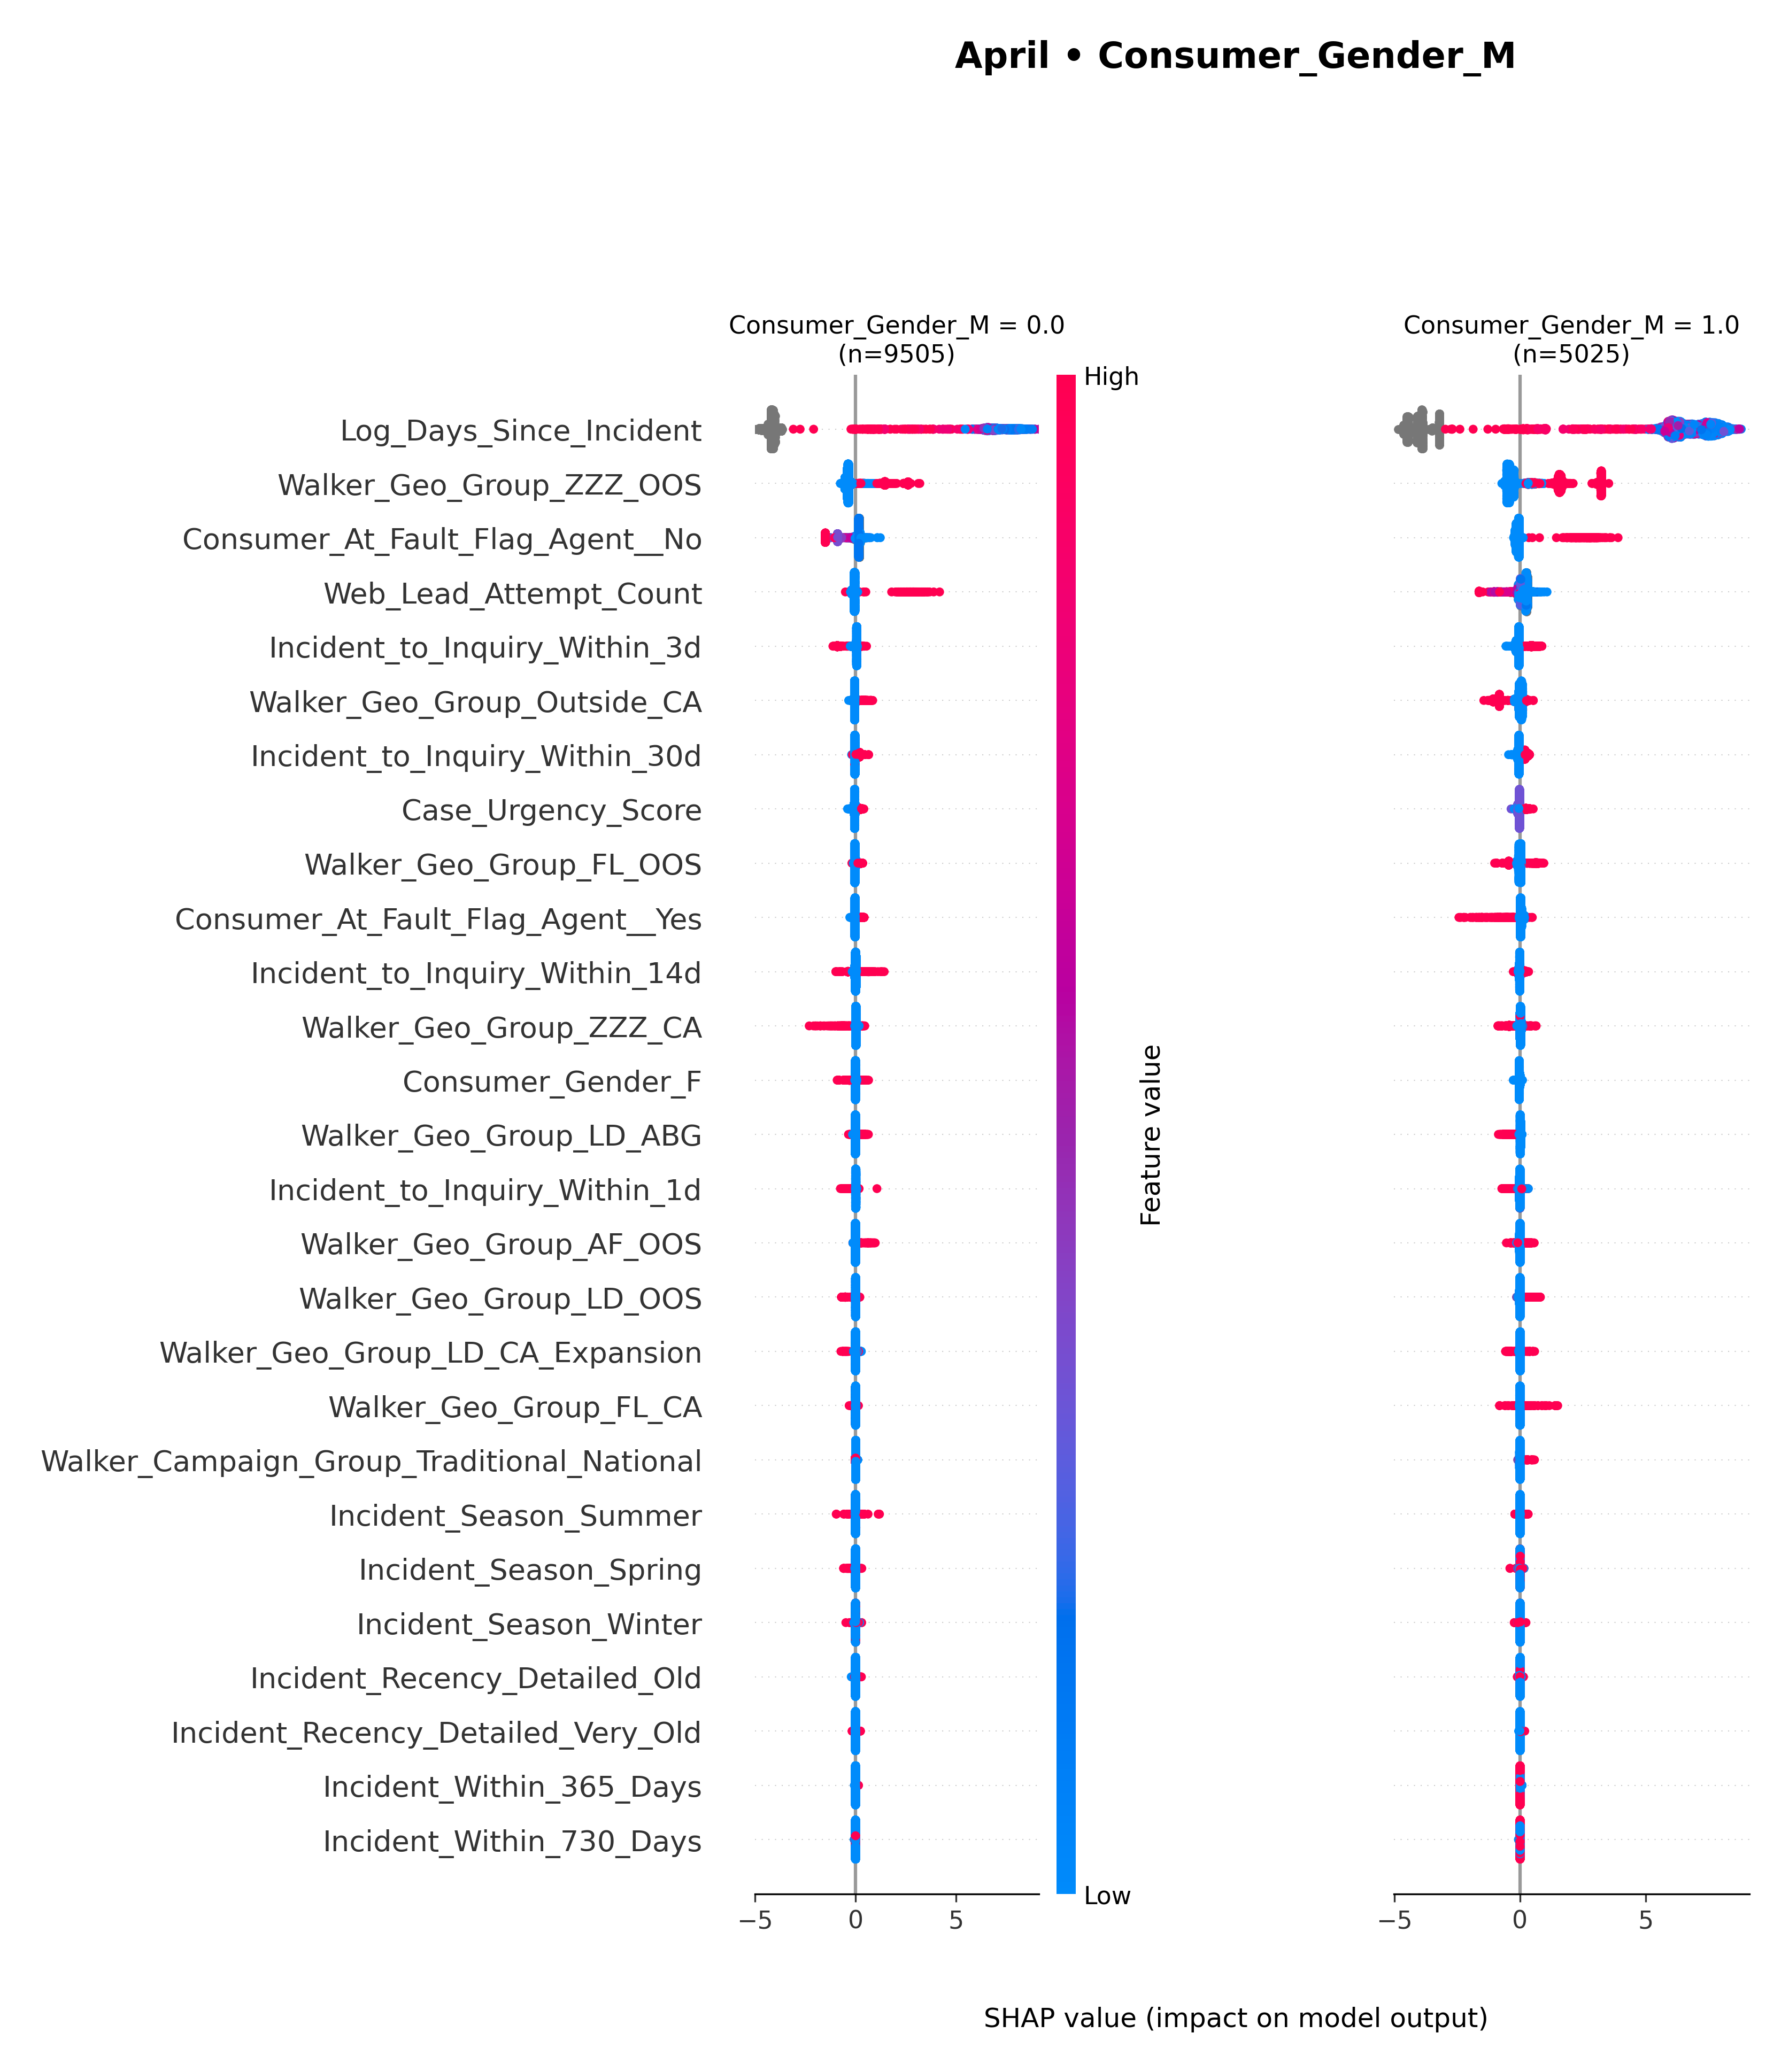 April • Consumer_Gender_M
Consumer_Gender_M = 0.0
(n=9505)
Consumer_Gender_M = 1.0
(n=5025)
High
Log_Days_Since_Incident
Walker_Geo_Group_ZZZ_OOS
Consumer_At_Fault_Flag_Agent__No
Web_Lead_Attempt_Count
Incident_to_Inquiry_Within_3d
Walker_Geo_Group_Outside_CA
Incident_to_Inquiry_Within_30d
Case_Urgency_Score
Walker_Geo_Group_FL_OOS
Consumer_At_Fault_Flag_Agent__Yes
Incident_to_Inquiry_Within_14d
Walker_Geo_Group_ZZZ_CA
Consumer_Gender_F
Walker_Geo_Group_LD_ABG
Incident_to_Inquiry_Within_1d
Walker_Geo_Group_AF_OOS
Walker_Geo_Group_LD_OOS
Walker_Geo_Group_LD_CA_Expansion
Walker_Geo_Group_FL_CA
Walker_Campaign_Group_Traditional_National
Incident_Season_Summer
Incident_Season_Spring
Incident_Season_Winter
Incident_Recency_Detailed_Old
Incident_Recency_Detailed_Very_Old
Incident_Within_365_Days
Incident_Within_730_Days
Feature value
Low
−5 0 5
−5 0 5
SHAP value (impact on model output)